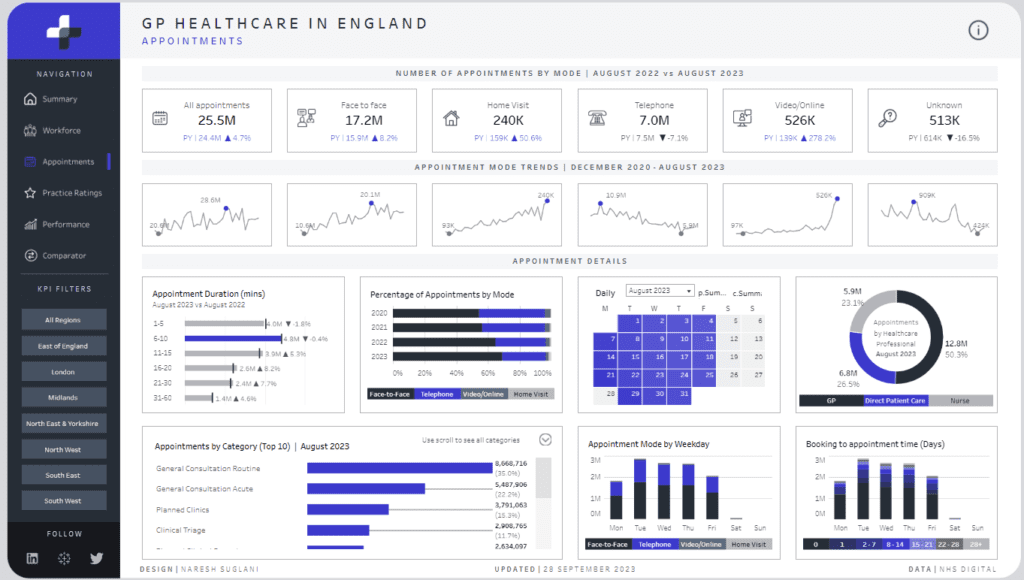 GP HEALTHCARE IN ENGLAND
APPOINTMENTS
NAVIGATION
Summary
Workforce
Appointments
Practice Ratings
Performance
Comparator
KPI FILTERS
All Regions
East of England
London
Midlands
North East & Yorkshire
North West
South East
South West
FOLLOW
NUMBER OF APPOINTMENTS BY MODE | AUGUST 2022 vs AUGUST 2023
All appointments
25.5M
PY | 24.4M ▲ 4.7%
Face to face
17.2M
PY | 15.9M ▲ 8.2%
Home Visit
240K
PY | 159K ▲ 50.6%
Telephone
7.0M
PY | 7.5M ▼ -7.1%
Video/Online
526K
PY | 139K ▲ 278.2%
Unknown
513K
PY | 614K ▼ -16.5%
APPOINTMENT MODE TRENDS | DECEMBER 2020 - AUGUST 2023
28.6M
20.1M
240K
93K
10.9M
5.9M
526K
97K
909K
424K
APPOINTMENT DETAILS
Appointment Duration (mins)
August 2023 vs August 2022
1-5 4.0M ▼ -1.8%
6-10 4.8M ▼ -0.4%
11-15 3.9M ▲ 5.3%
16-20 2.6M ▲ 8.2%
21-30 2.4M ▲ 7.7%
31-60 1.4M ▲ 4.6%
Percentage of Appointments by Mode
2020
2021
2022
2023
0% 20% 40% 60% 80% 100%
Face-to-Face Telephone Video/Online Home Visit
Daily August 2023 p.Sum... c.Summ:
M T W T F S S
1 2 3 4 5 6
7 8 9 10 11 12 13
14 15 16 17 18 19 20
21 22 23 24 25 26 27
28 29 30 31
5.9M
23.1%
Appointments
by Healthcare
Professional
August 2023
12.8M
50.3%
6.8M
26.5%
GP Direct Patient Care Nurse
Appointments by Category (Top 10) | August 2023
Use scroll to see all categories
General Consultation Routine
8,668,716
(35.0%)
General Consultation Acute
5,487,906
(22.2%)
Planned Clinics
3,791,063
(15.3%)
Clinical Triage
2,908,765
(11.7%)
2,634,097
Appointment Mode by Weekday
3M
2M
1M
0M
Mon Tue Wed Thu Fri Sat Sun
Face-to-Face Telephone Video/Online Home Visit
Booking to appointment time (Days)
3M
2M
1M
0M
Mon Tue Wed Thu Fri Sat Sun
0 1 2-7 8-14 15-21 22-28 28+
DESIGN | NARESH SUGLANI
UPDATED | 28 SEPTEMBER 2023
DATA | NHS DIGITAL